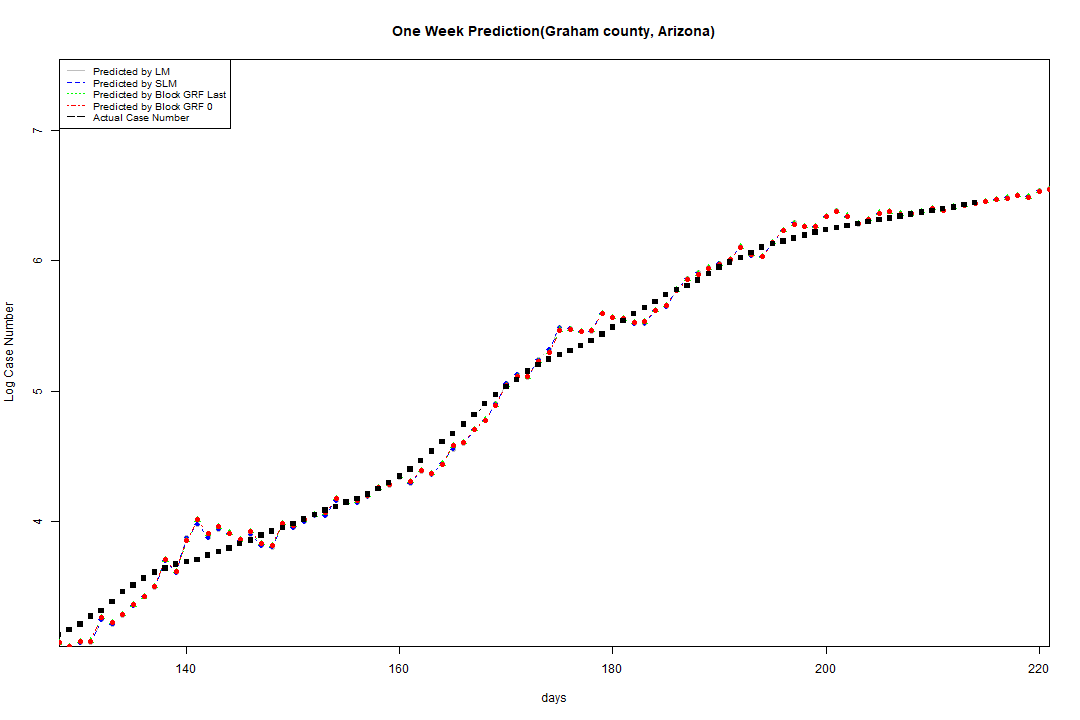 One Week Prediction(Graham county, Arizona)
Predicted by LM
Predicted by SLM
Predicted by Block GRF Last
Predicted by Block GRF 0
Actual Case Number
7
6
5
4
Log Case Number
140 160 180 200 220
days